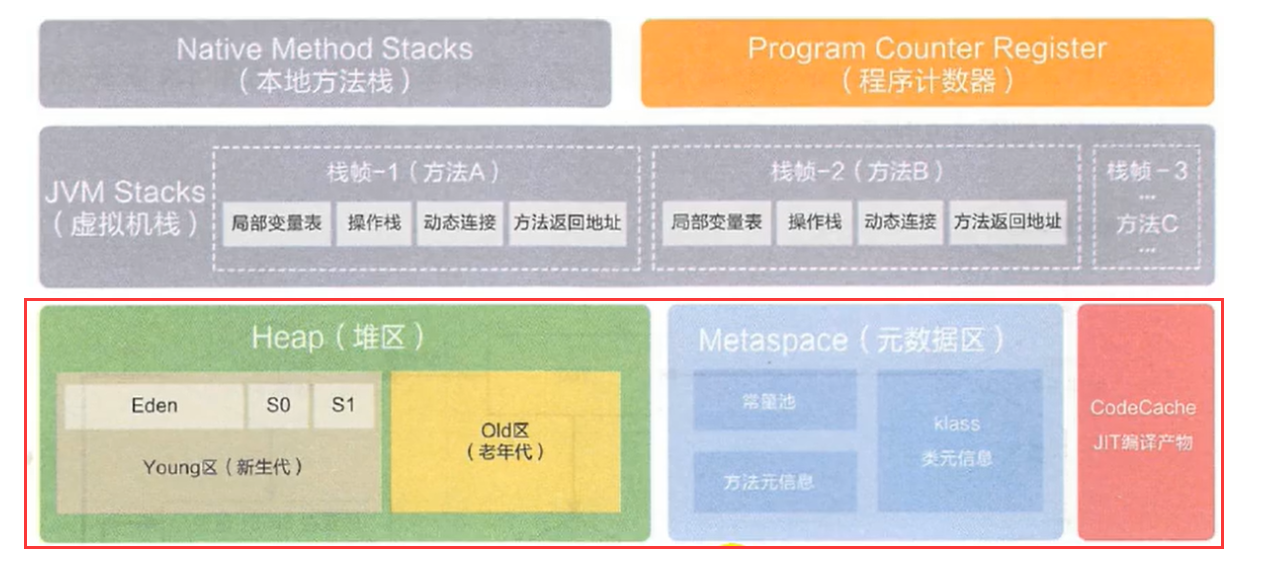 Native Method Stacks
（本地方法栈）
Program Counter Register
（程序计数器）
JVM Stacks
（虚拟机栈）
栈帧-1（方法A）
局部变量表
操作栈
动态连接
方法返回地址
栈帧-2（方法B）
局部变量表
操作栈
动态连接
方法返回地址
栈帧-3
...
方法C
...
Heap（堆区）
Eden
S0
S1
Young区（新生代）
Old区
（老年代）
Metaspace（元数据区）
常量池
方法元信息
klass
类元信息
CodeCache
JIT编译产物